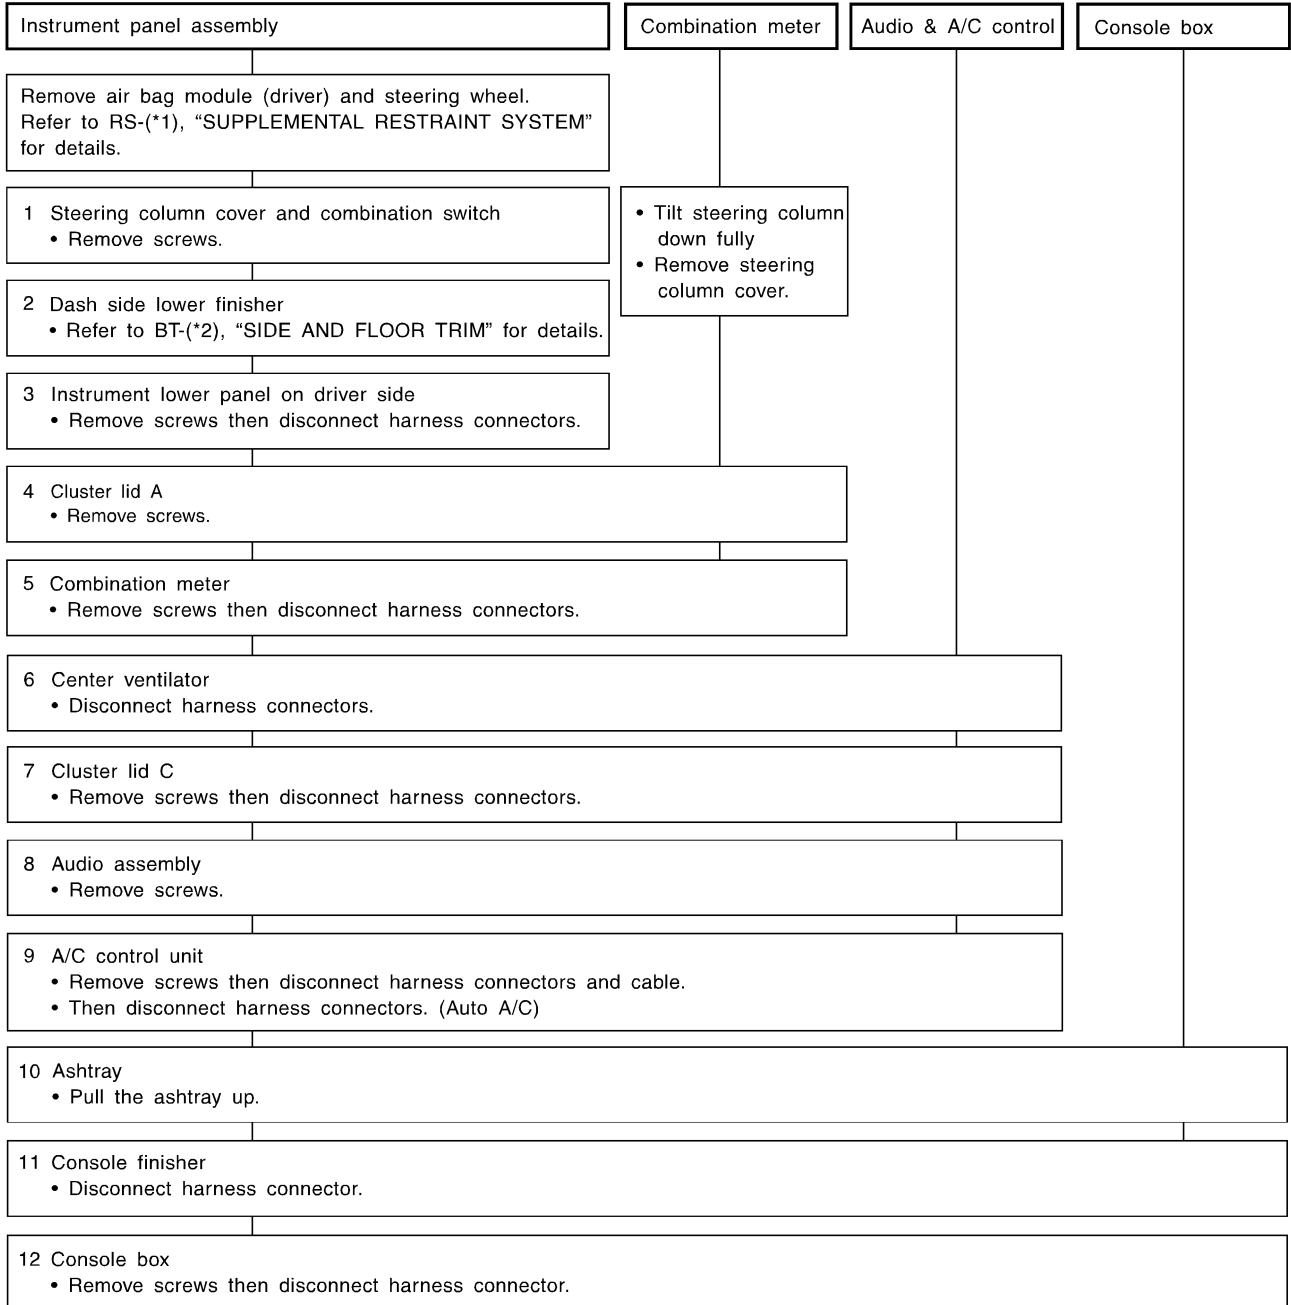 Instrument panel assembly
Combination meter
Audio & A/C control
Console box
Remove air bag module (driver) and steering wheel.
Refer to RS-(*1), “SUPPLEMENTAL RESTRAINT SYSTEM”
for details.
1 Steering column cover and combination switch
• Remove screws.
• Tilt steering column
down fully
• Remove steering
column cover.
2 Dash side lower finisher
• Refer to BT-(*2), “SIDE AND FLOOR TRIM” for details.
3 Instrument lower panel on driver side
• Remove screws then disconnect harness connectors.
4 Cluster lid A
• Remove screws.
5 Combination meter
• Remove screws then disconnect harness connectors.
6 Center ventilator
• Disconnect harness connectors.
7 Cluster lid C
• Remove screws then disconnect harness connectors.
8 Audio assembly
• Remove screws.
9 A/C control unit
• Remove screws then disconnect harness connectors and cable.
• Then disconnect harness connectors. (Auto A/C)
10 Ashtray
• Pull the ashtray up.
11 Console finisher
• Disconnect harness connector.
12 Console box
• Remove screws then disconnect harness connector.